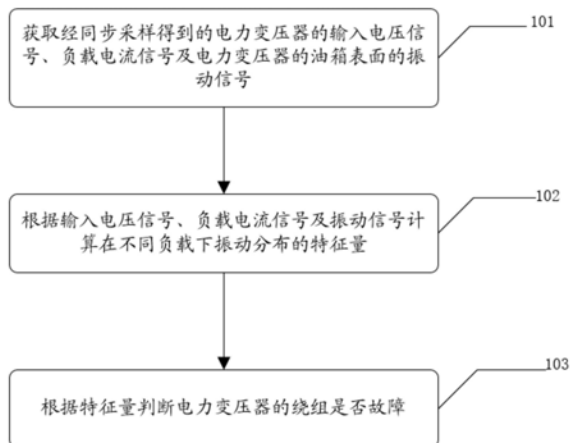 获取经同步采样得到的电力变压器的输入电压信
号、负载电流信号及电力变压器的油箱表面的振
动信号
101
根据输入电压信号、负载电流信号及振动信号计
算在不同负载下振动分布的特征量
102
根据特征量判断电力变压器的绕组是否故障
103